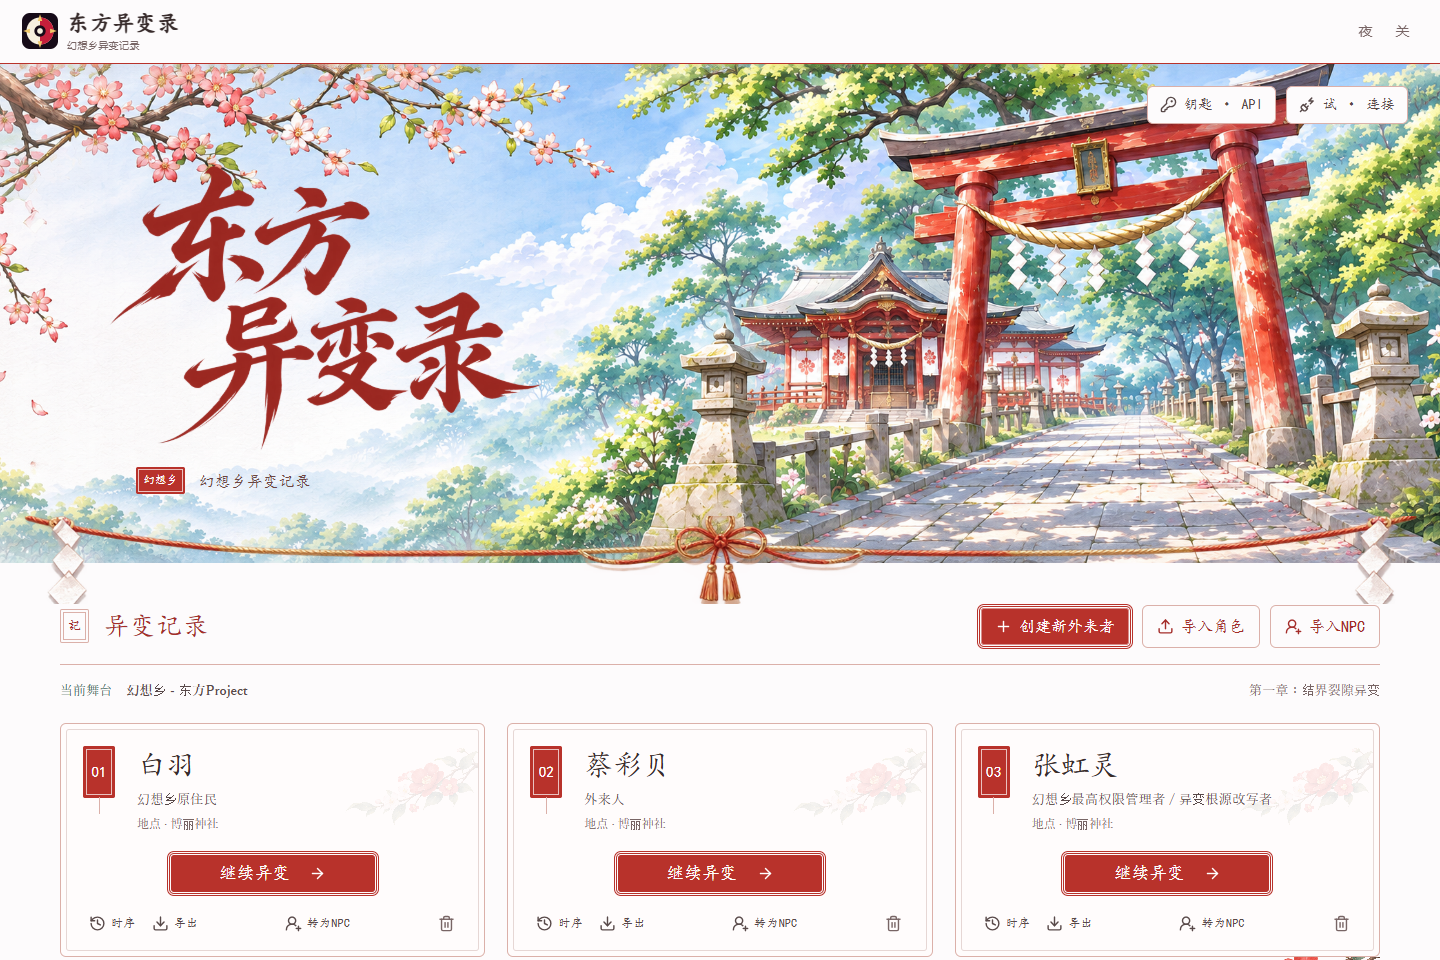 东方异变录
幻想乡异变记录
夜 关
钥匙 · API 试 · 连接
东方
异变录
幻想乡 幻想乡异变记录
記 异变记录 创建新外来者 导入角色 导入NPC
当前舞台 幻想乡 - 东方Project 第一章：结界裂隙异变
01 白羽
幻想乡原住民
地点 · 博丽神社
继续异变 →
时序 导出 转为NPC
02 蔡彩贝
外来人
地点 · 博丽神社
继续异变 →
时序 导出 转为NPC
03 张虹灵
幻想乡最高权限管理者 / 异变根源改写者
地点 · 博丽神社
继续异变 →
时序 导出 转为NPC